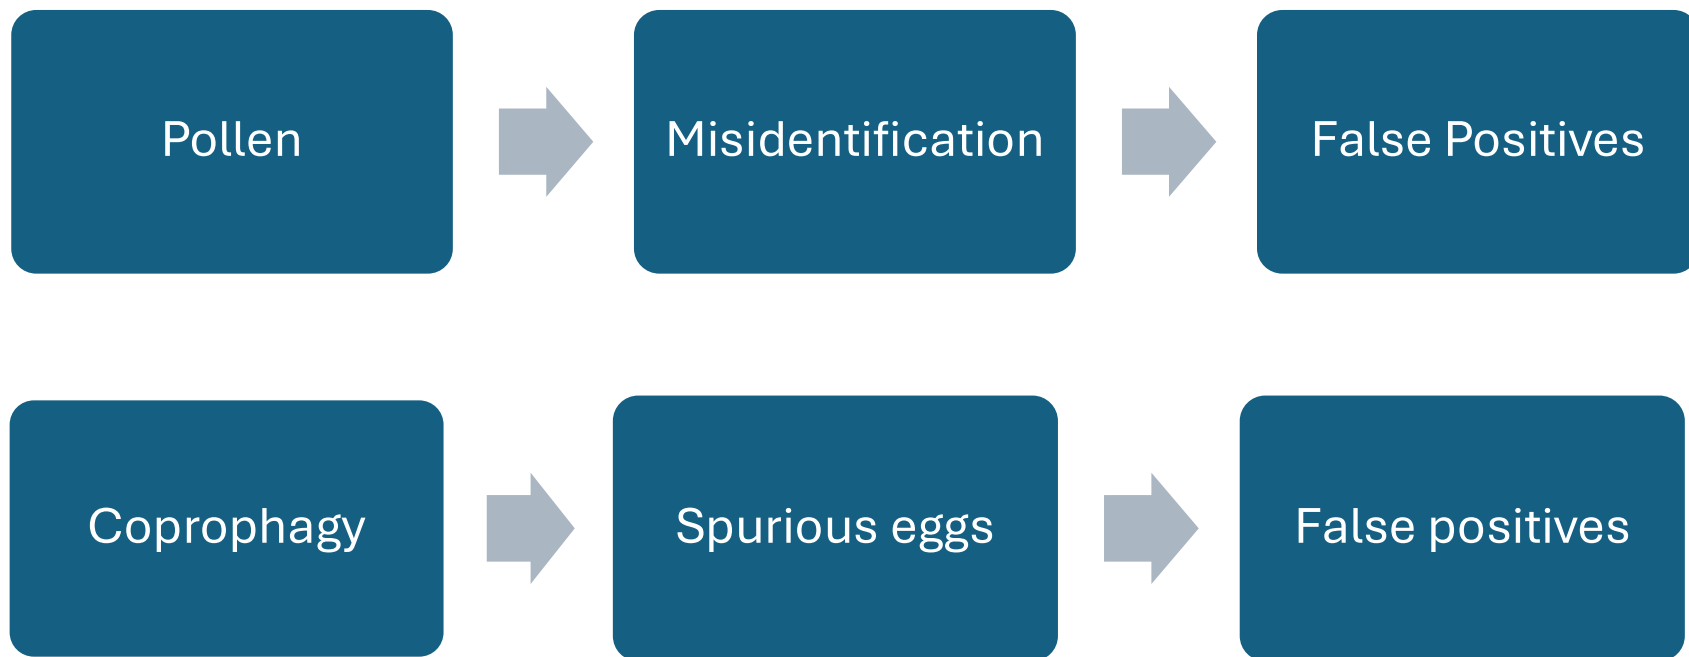 Pollen
Misidentification
False Positives
Coprophagy
Spurious eggs
False positives